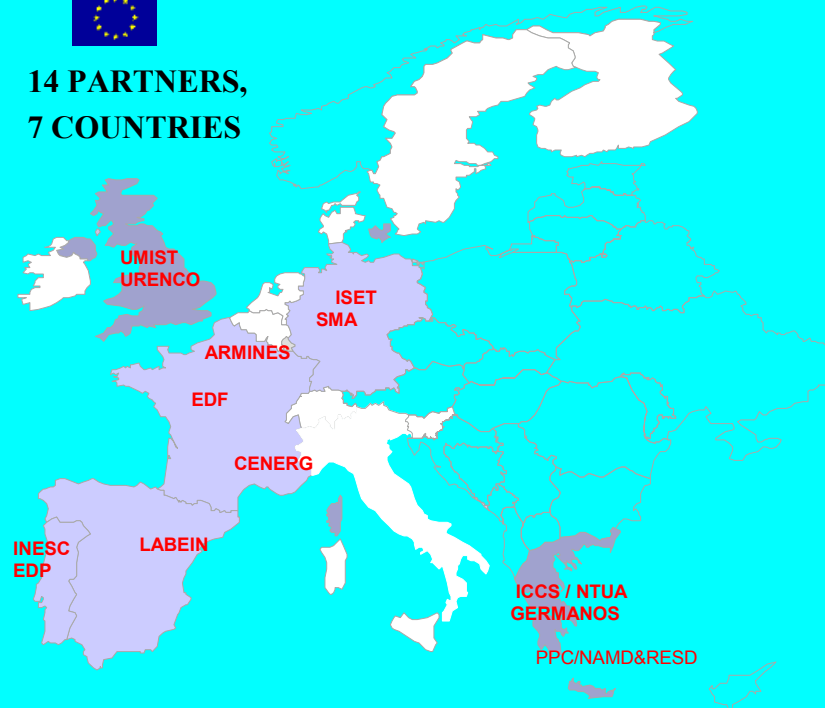 14 PARTNERS,
7 COUNTRIES
UMIST
URENCO
ISET
SMA
ARMINES
EDF
CENERG
INESC
EDP
LABEIN
ICCS / NTUA
GERMANOS
PPC/NAMD&RESD